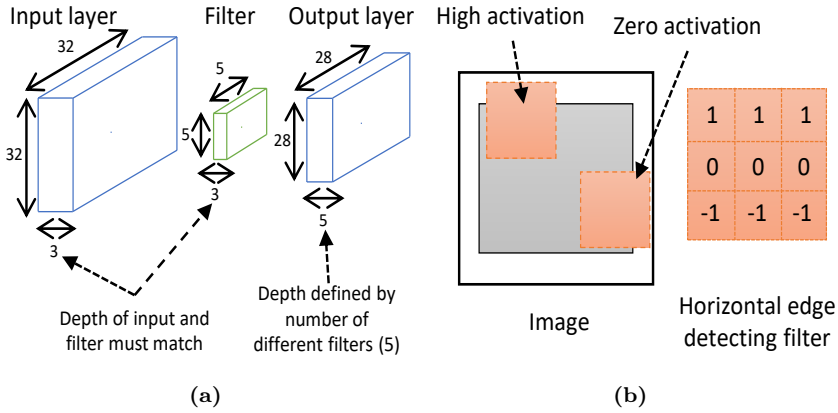 Input layer
Filter
Output layer
32
32
3
5
5
3
28
28
5
Depth of input and
filter must match
Depth defined by
number of
different filters (5)
(a)
High activation
Zero activation
1 1 1
0 0 0
-1 -1 -1
Image
Horizontal edge
detecting filter
(b)